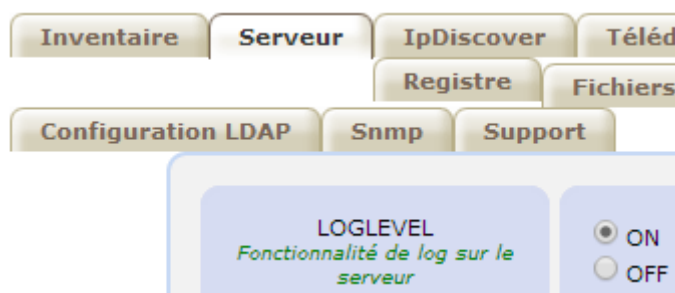 Inventaire Serveur IpDiscover
Registre Fichiers
Configuration LDAP Snmp Support
LOGLEVEL
Fonctionnalité de log sur le
serveur
ON
OFF